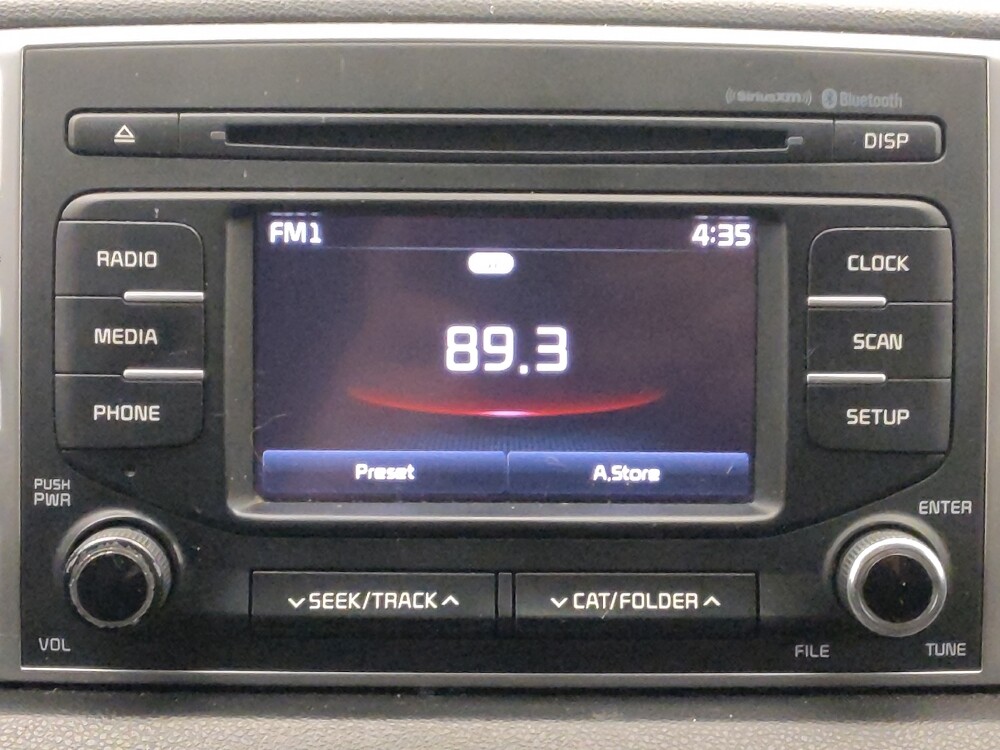 SiriusXM Bluetooth
DISP
RADIO
MEDIA
PHONE
FM1 4:35
89.3
Preset A.Store
CLOCK
SCAN
SETUP
PUSH
PWR
VOL
SEEK/TRACK
CAT/FOLDER
ENTER
FILE
TUNE